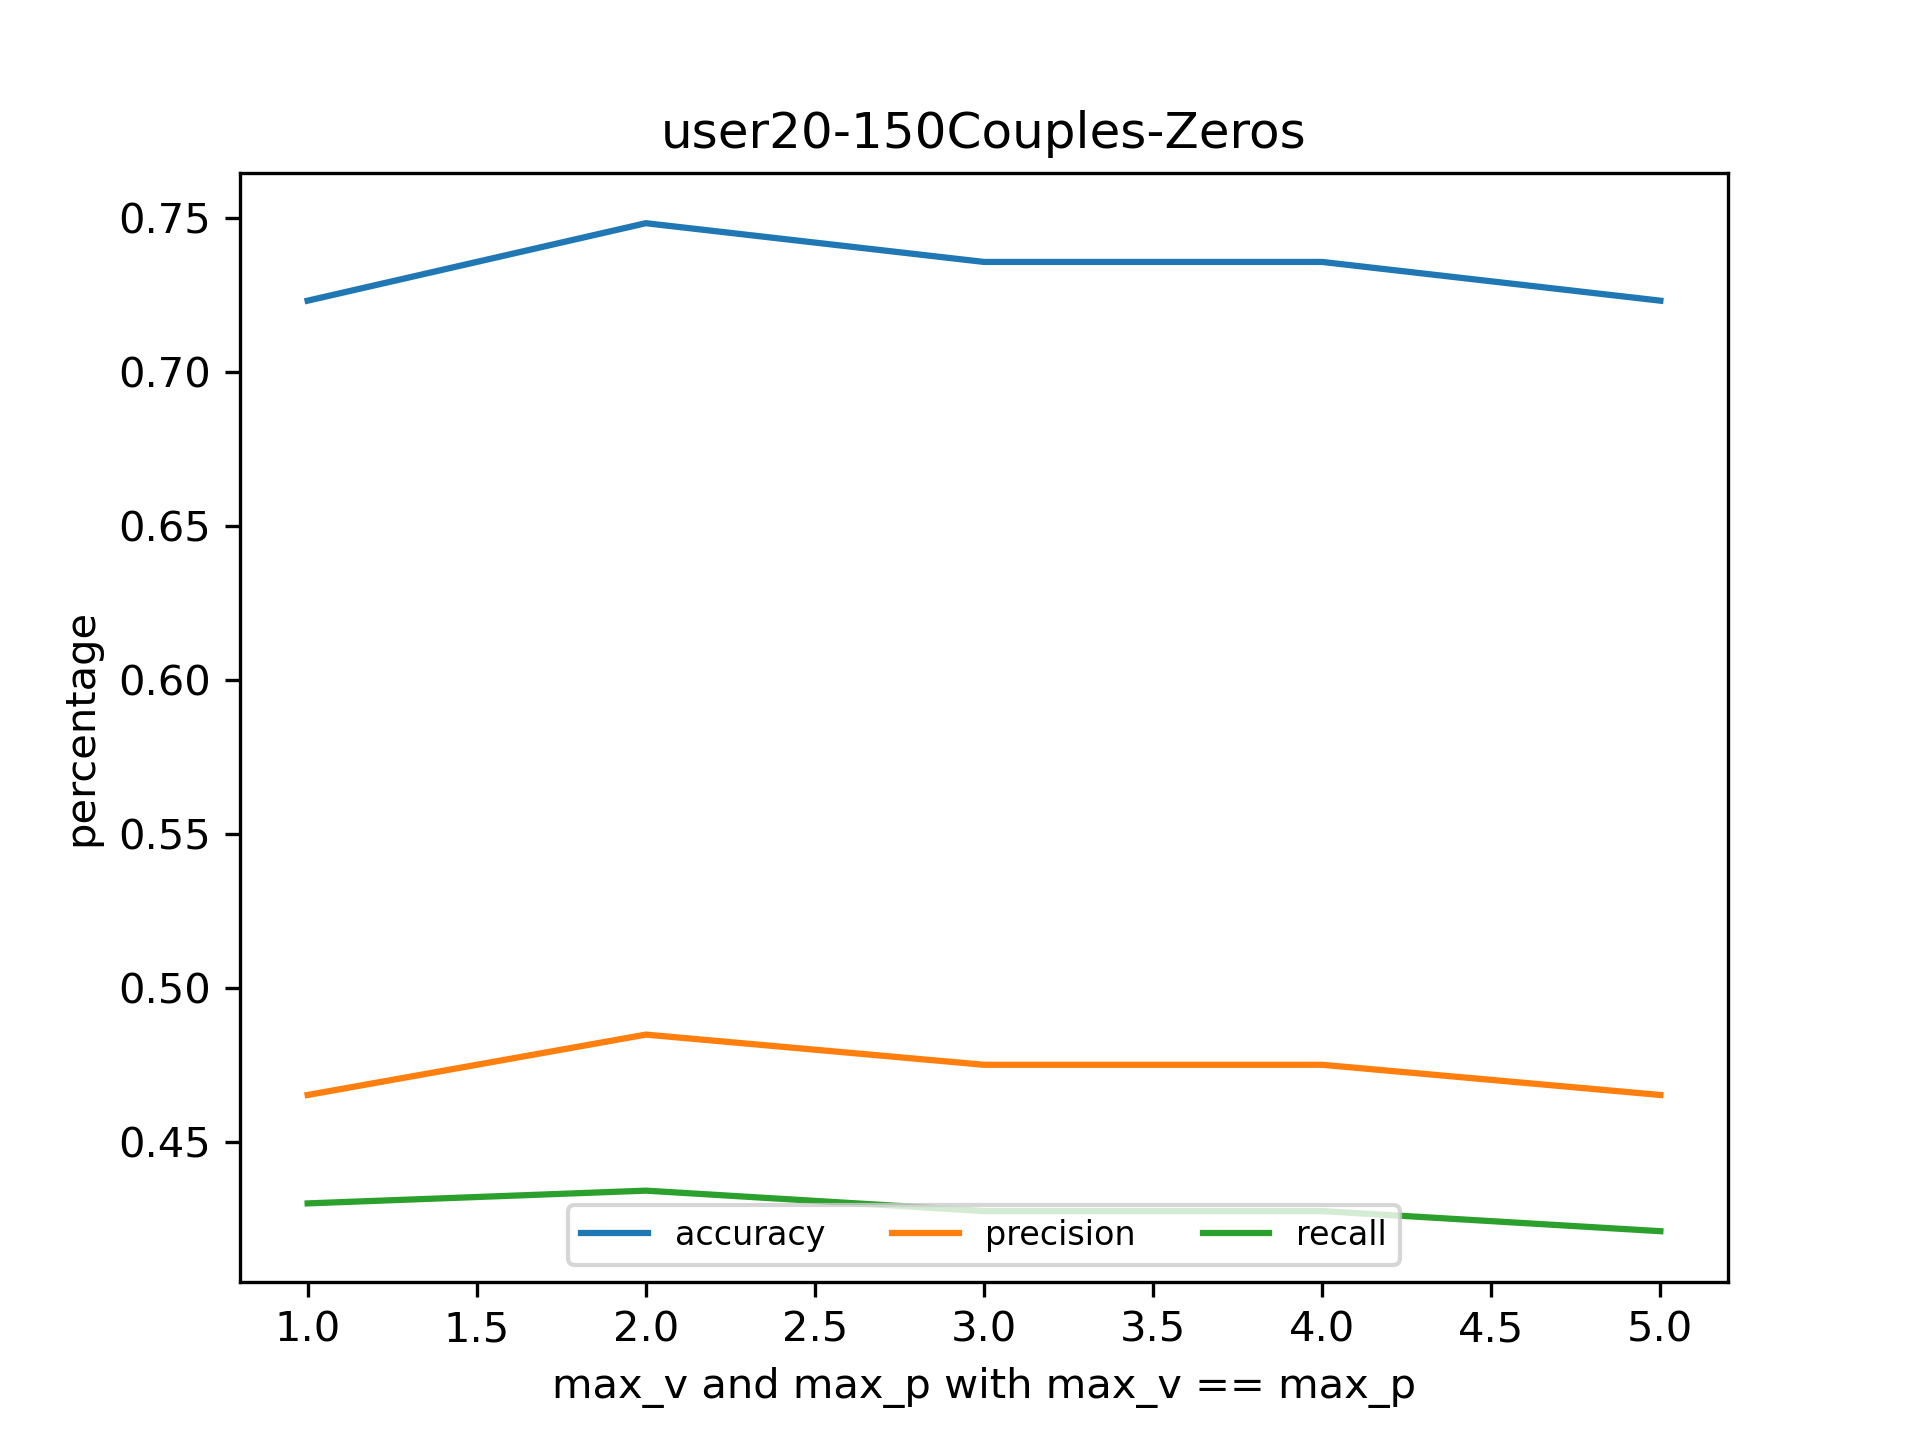 user20-150Couples-Zeros
percentage
0.75
0.70
0.65
0.60
0.55
0.50
0.45
accuracy precision recall
1.0 1.5 2.0 2.5 3.0 3.5 4.0 4.5 5.0
max_v and max_p with max_v == max_p